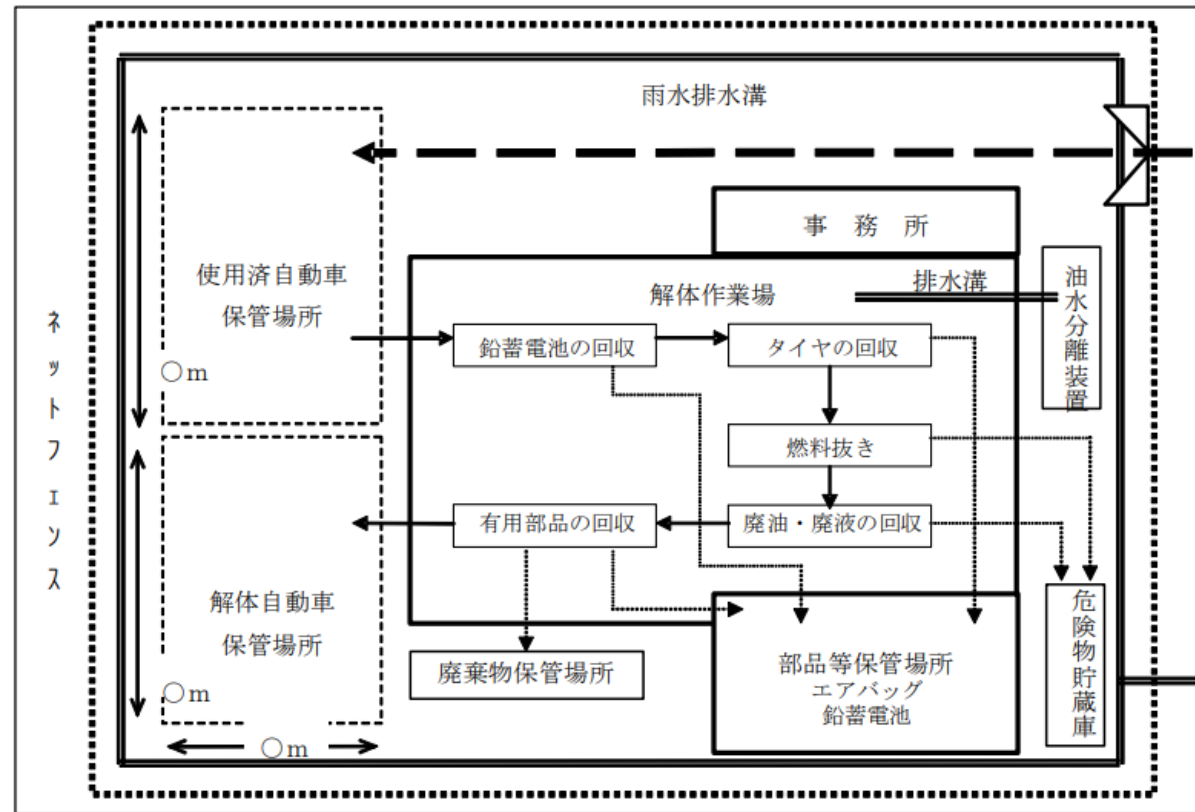 雨水排水溝
事　務　所
使用済自動車
保管場所
○m
解体作業場
排水溝
油水分離装置
鉛蓄電池の回収
タイヤの回収
燃料抜き
有用部品の回収
廃油・廃液の回収
ネットフェンス
解体自動車
保管場所
○m
○m
廃棄物保管場所
部品等保管場所
エアバッグ
鉛蓄電池
危険物貯蔵庫